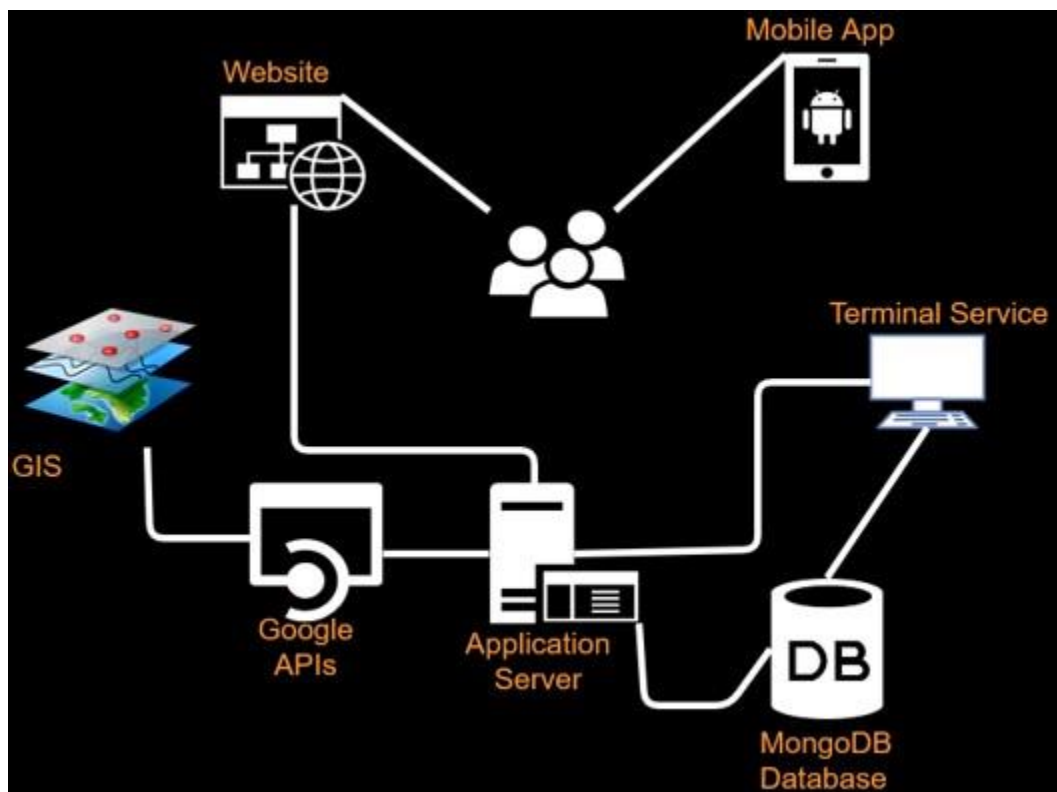 Mobile App
Website
Terminal Service
GIS
Google
APIs
Application
Server
DB
MongoDB
Database